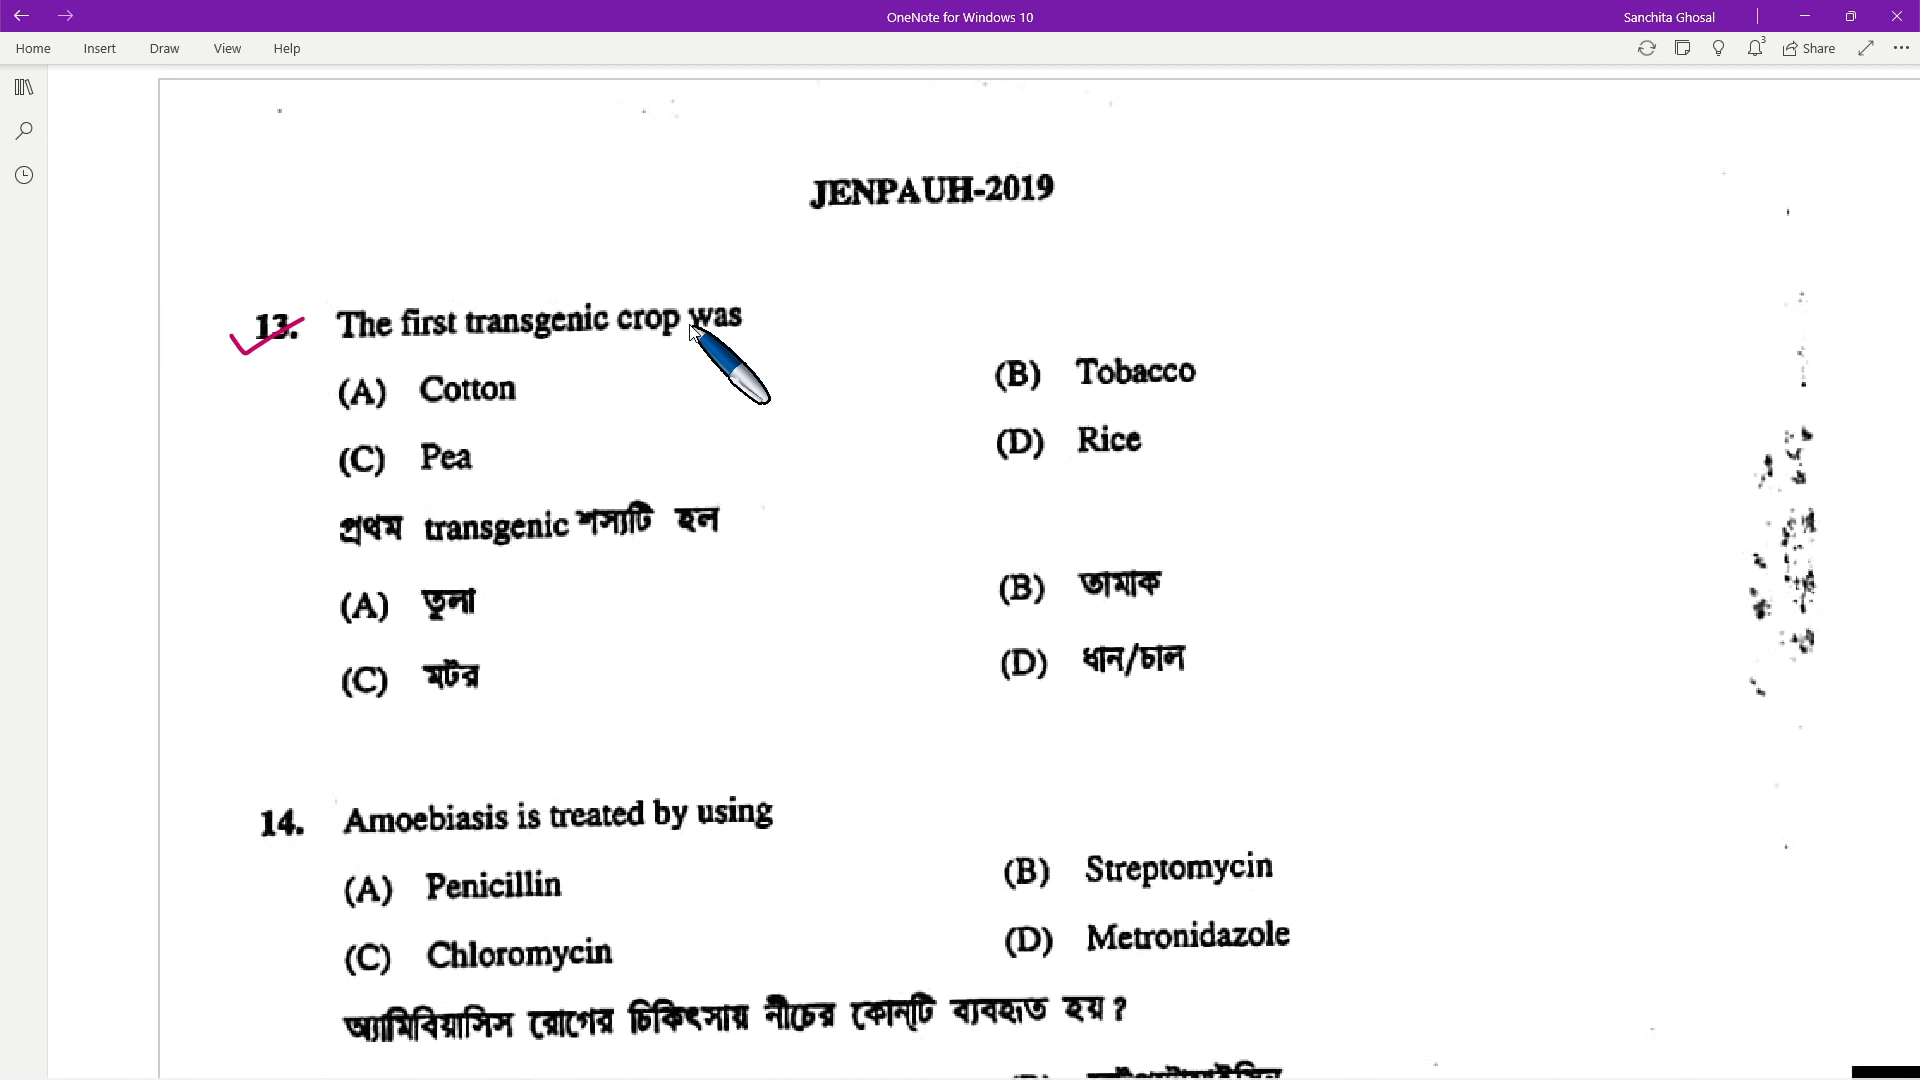 OneNote for Windows 10
Sanchita Ghosal
Home Insert Draw View Help
3 Share
JENPAUH-2019
13. The first transgenic crop was
(A) Cotton (B) Tobacco
(C) Pea (D) Rice
প্রথম transgenic শস্যটি হল
(A) তুলা (B) তামাক
(C) মটর (D) ধান/চাল
14. Amoebiasis is treated by using
(A) Penicillin (B) Streptomycin
(C) Chloromycin (D) Metronidazole
অ্যামিবিয়াসিস রোগের চিকিৎসায় নীচের কোন্‌টি ব্যবহৃত হয় ?